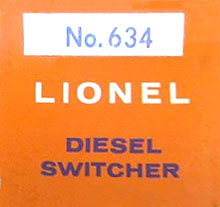 No. 634
LIONEL
DIESEL
SWITCHER